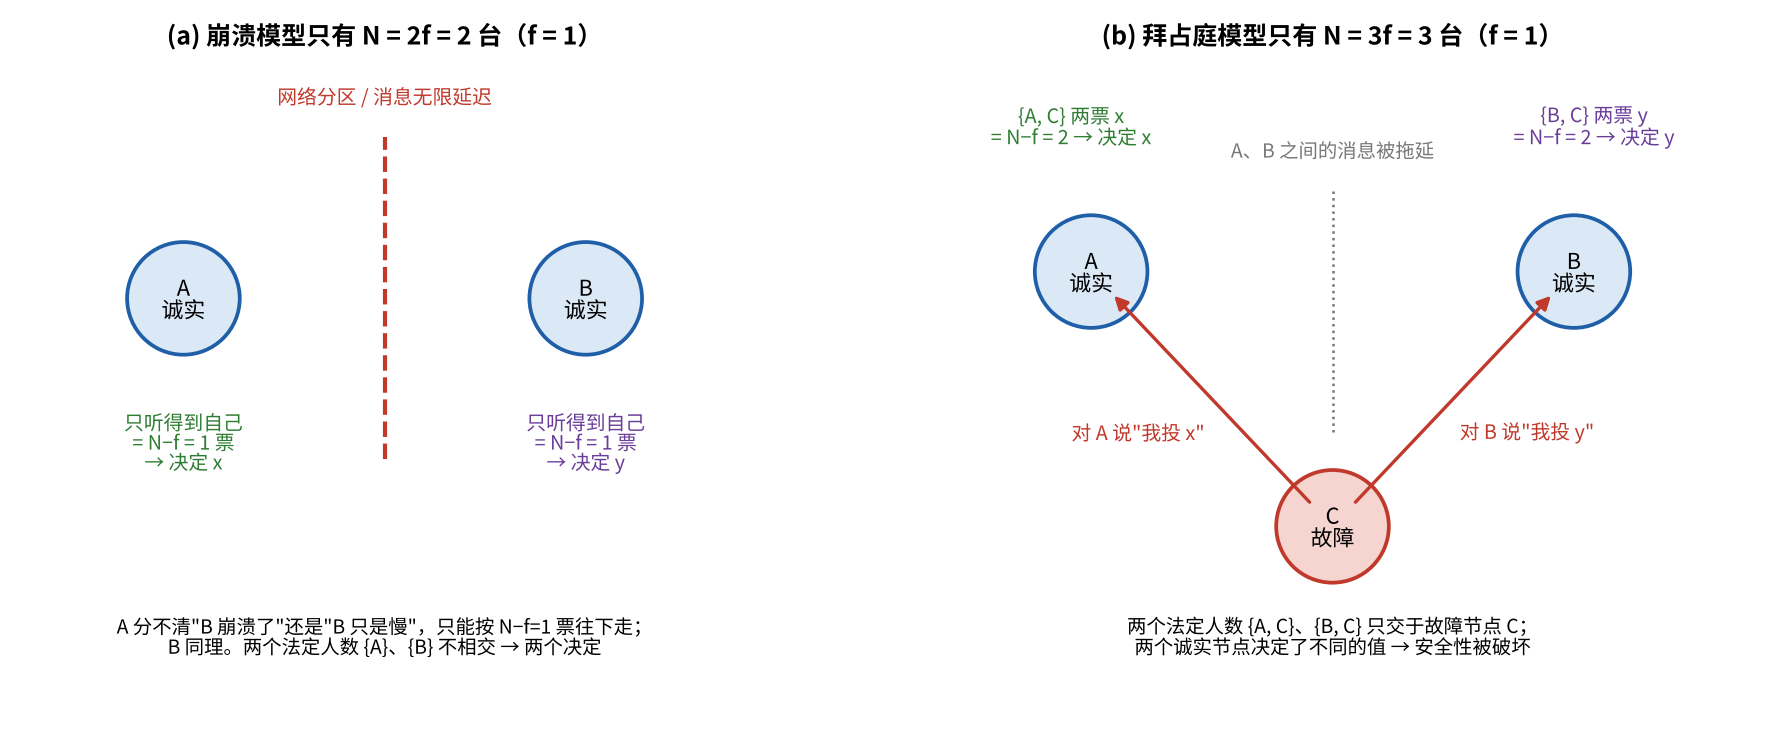 (a) 崩溃模型只有 N = 2f = 2 台（f = 1）
网络分区 / 消息无限延迟
A
诚实
B
诚实
只听得到自己
= N−f = 1 票
→ 决定 x
只听得到自己
= N−f = 1 票
→ 决定 y
A 分不清"B 崩溃了"还是"B 只是慢"，只能按 N−f=1 票往下走；
B 同理。两个法定人数 {A}、{B} 不相交 → 两个决定
(b) 拜占庭模型只有 N = 3f = 3 台（f = 1）
{A, C} 两票 x
= N−f = 2 → 决定 x
A、B 之间的消息被拖延
{B, C} 两票 y
= N−f = 2 → 决定 y
A
诚实
B
诚实
对 A 说"我投 x"
对 B 说"我投 y"
C
故障
两个法定人数 {A, C}、{B, C} 只交于故障节点 C；
两个诚实节点决定了不同的值 → 安全性被破坏